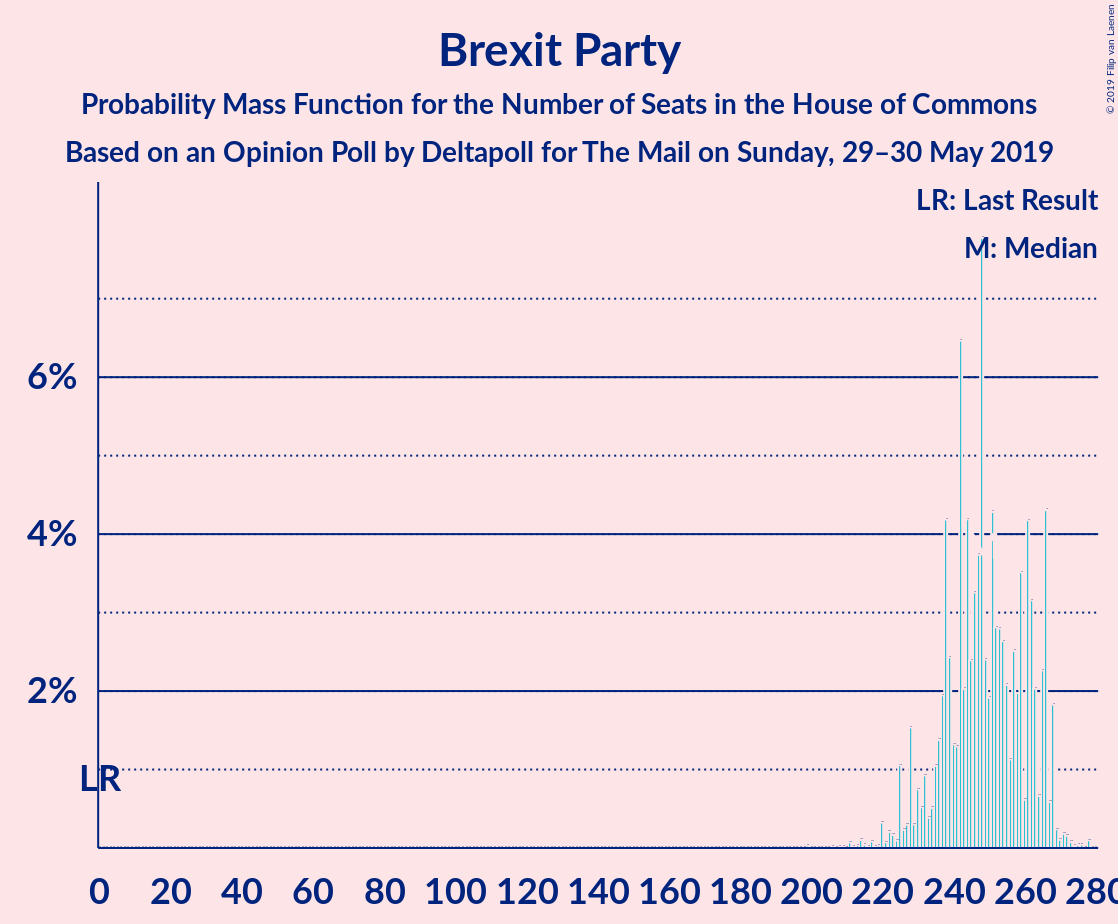 © 2019 Filip van Laenen
Brexit Party
Probability Mass Function for the Number of Seats in the House of Commons
Based on an Opinion Poll by Deltapoll for The Mail on Sunday, 29–30 May 2019
LR: Last Result
M: Median
6%
4%
2%
LR
0 20 40 60 80 100 120 140 160 180 200 220 240 260 280